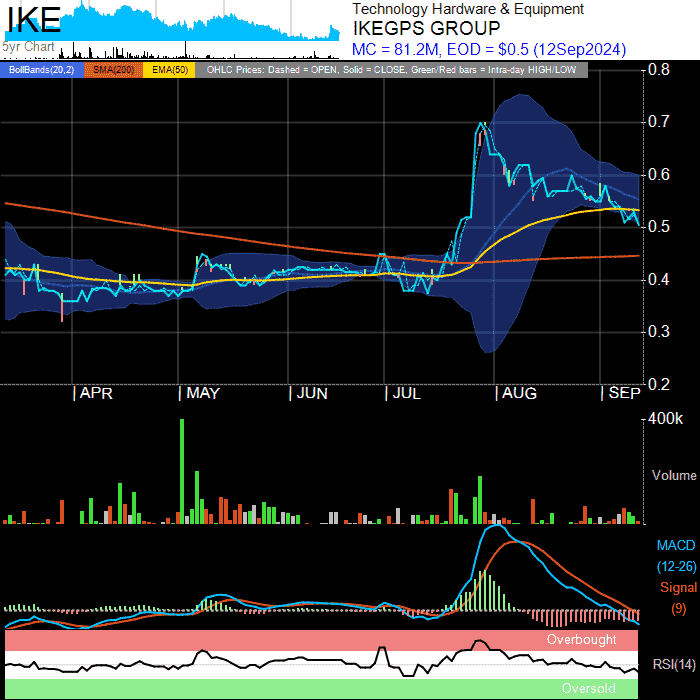 IKE
5yr Chart
Technology Hardware & Equipment
IKEGPS GROUP
MC = 81.2M, EOD = $0.5 (12Sep2024)
BollBands(20,2) SMA(200) EMA(50) OHLC Prices: Dashed = OPEN, Solid = CLOSE, Green/Red bars = Intra-day HIGH/LOW
0.8
0.7
0.6
0.5
0.4
0.3
0.2
APR MAY JUN JUL AUG SEP
400k
Volume
MACD
(12-26)
Signal
(9)
Overbought
RSI(14)
Oversold